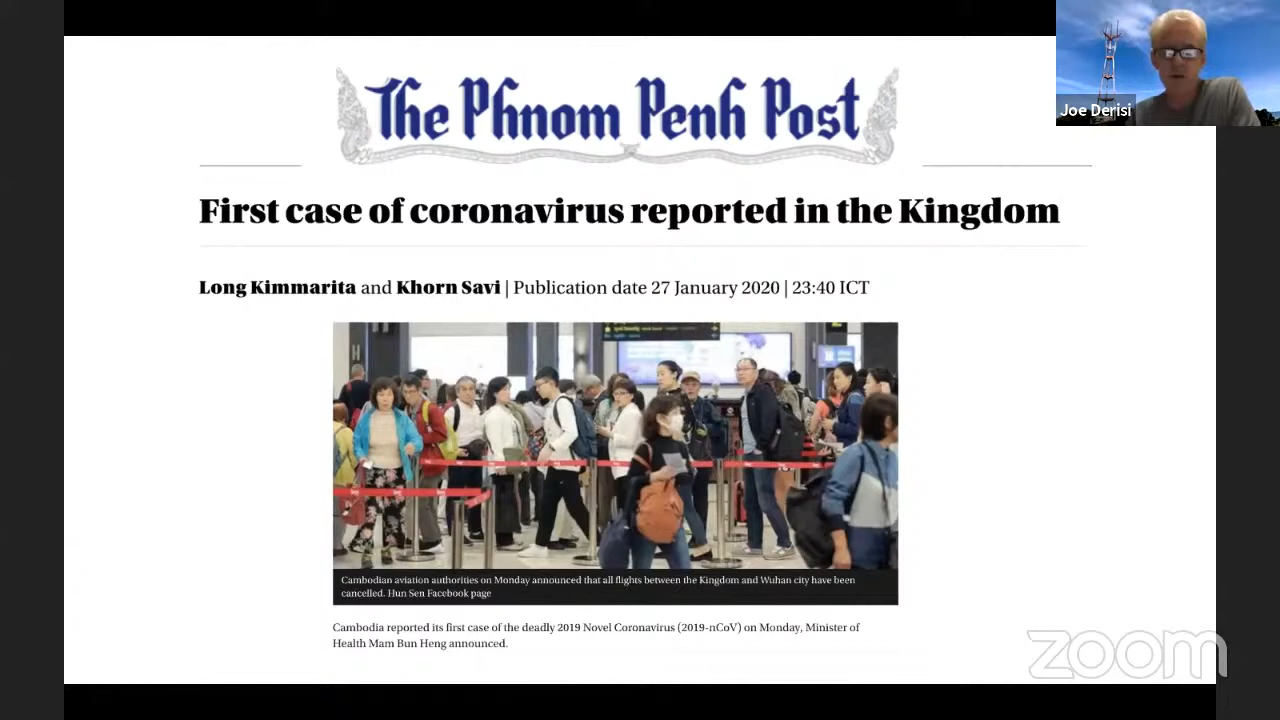 Joe Derisi
The Phnom Penh Post
First case of coronavirus reported in the Kingdom
Long Kimmarita and Khorn Savi | Publication date 27 January 2020 | 23:40 ICT
Cambodian aviation authorities on Monday announced that all flights between the Kingdom and Wuhan city have been
cancelled. Hun Sen Facebook page
Cambodia reported its first case of the deadly 2019 Novel Coronavirus (2019-nCoV) on Monday, Minister of
Health Mam Bun Heng announced.
zoom